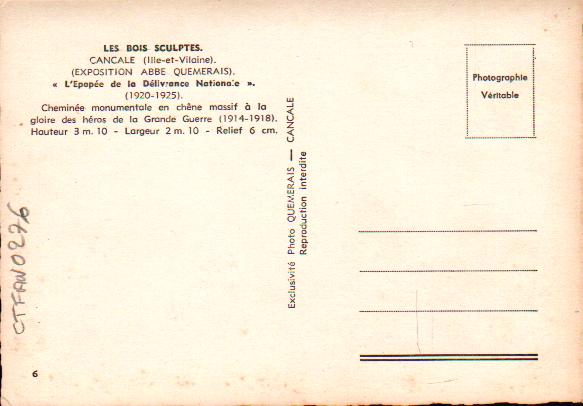 LES BOIS SCULPTES.
CANCALE (Ille-et-Vilaine).
(EXPOSITION ABBE QUEMERAIS).
« L'Epopée de la Délivrance Nationale ».
(1920-1925).
Cheminée monumentale en chêne massif à la
gloire des héros de la Grande Guerre (1914-1918).
Hauteur 3 m. 10 - Largeur 2 m. 10 - Relief 6 cm.
Exclusivité Photo QUEMERAIS — CANCALE
Reproduction interdite
Photographie
Véritable
CTFAN0276
6